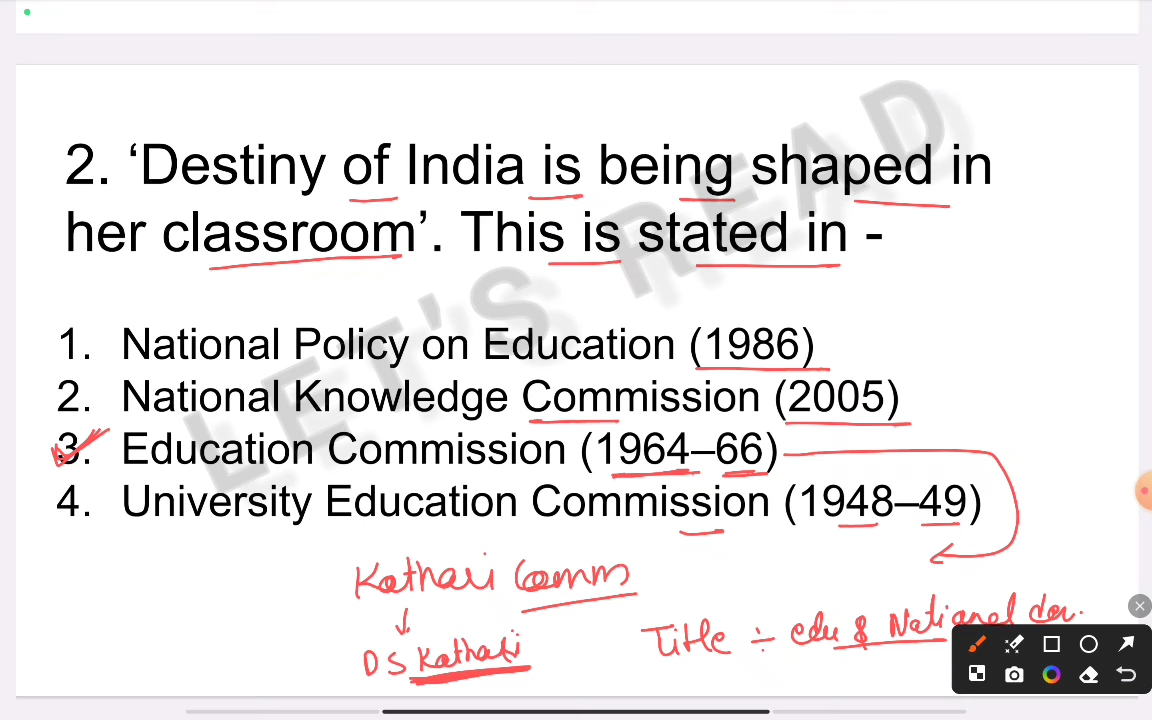 2. ‘Destiny of India is being shaped in
her classroom’. This is stated in -
LET'S READ
1. National Policy on Education (1986)
2. National Knowledge Commission (2005)
3. Education Commission (1964–66)
4. University Education Commission (1948–49)
Kothari Comm
↓
DS Kothari
Title ÷ edu & National dev.